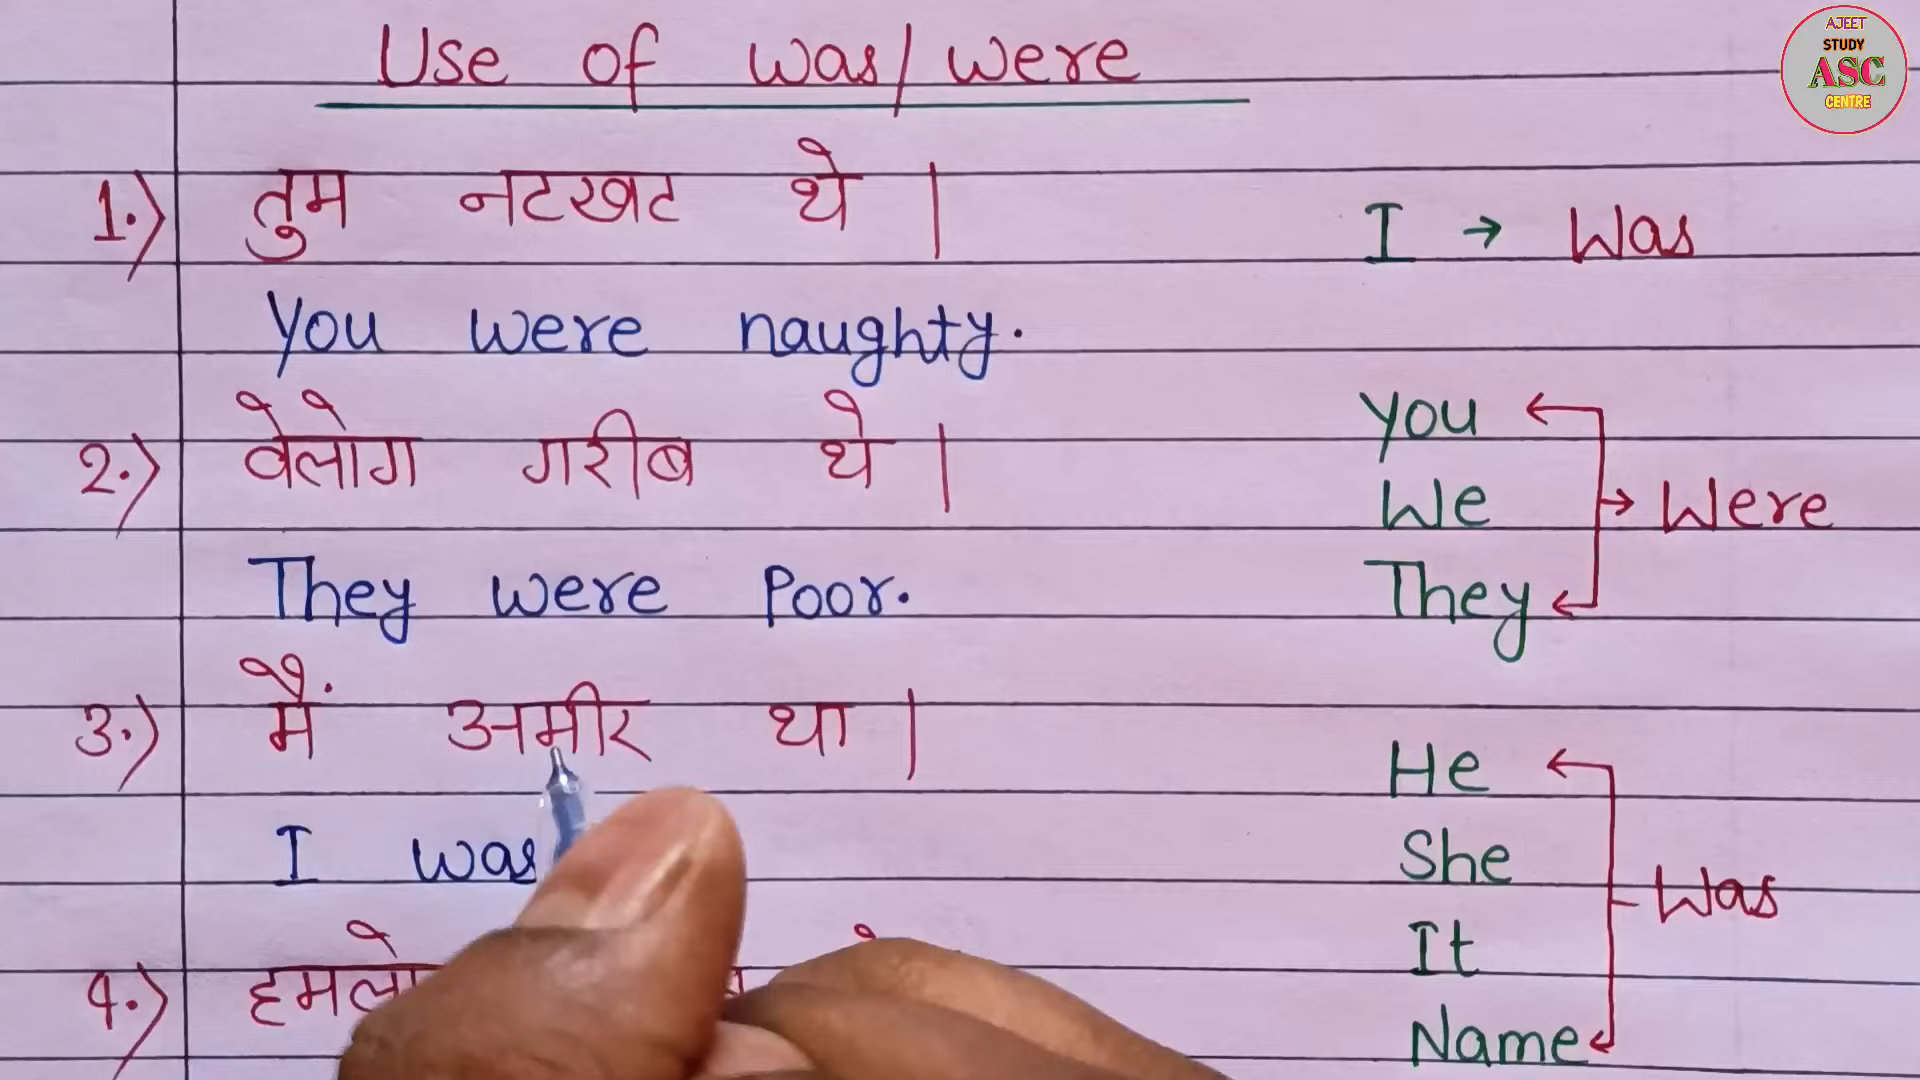 Use of was/were
AJEET
STUDY
ASC
CENTRE
1.) तुम नटखट थे |
You were naughty.
2.) वेलोग गरीब थे |
They were Poor.
3.) मैं अमीर था |
I was
4.) हमलो
I → Was
You
We → Were
They
He
She
It
Was
Name